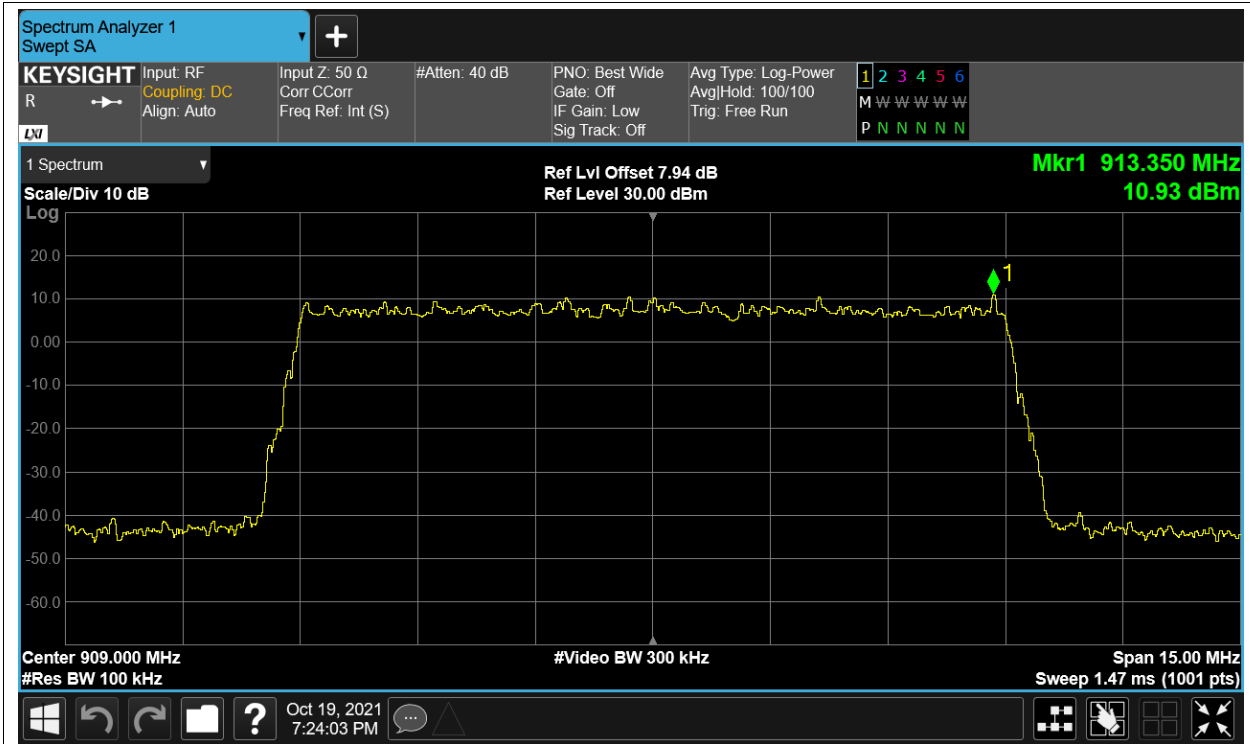 Spectrum Analyzer 1
Swept SA
+
KEYSIGHT
R
LXI
Input: RF
Coupling: DC
Align: Auto
Input Z: 50 Ω
Corr CCorr
Freq Ref: Int (S)
#Atten: 40 dB
PNO: Best Wide
Gate: Off
IF Gain: Low
Sig Track: Off
Avg Type: Log-Power
Avg|Hold: 100/100
Trig: Free Run
1 2 3 4 5 6
M W W W W W
P N N N N N
1 Spectrum
Scale/Div 10 dB
Log
Ref Lvl Offset 7.94 dB
Ref Level 30.00 dBm
Mkr1 913.350 MHz
10.93 dBm
20.0
10.0
0.00
-10.0
-20.0
-30.0
-40.0
-50.0
-60.0
1
Center 909.000 MHz
#Res BW 100 kHz
#Video BW 300 kHz
Span 15.00 MHz
Sweep 1.47 ms (1001 pts)
?
Oct 19, 2021
7:24:03 PM